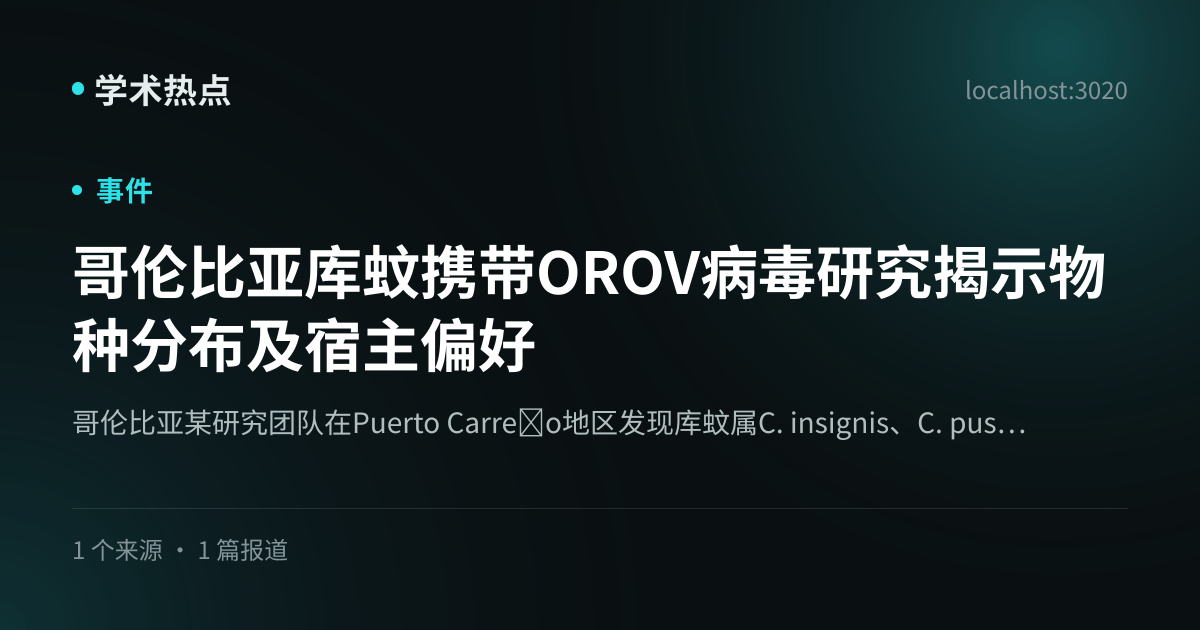 学术热点
localhost:3020
事件
哥伦比亚库蚊携带OROV病毒研究揭示物
种分布及宿主偏好
哥伦比亚某研究团队在Puerto Carre☒o地区发现库蚊属C. insignis、C. pus…
1 个来源 · 1 篇报道